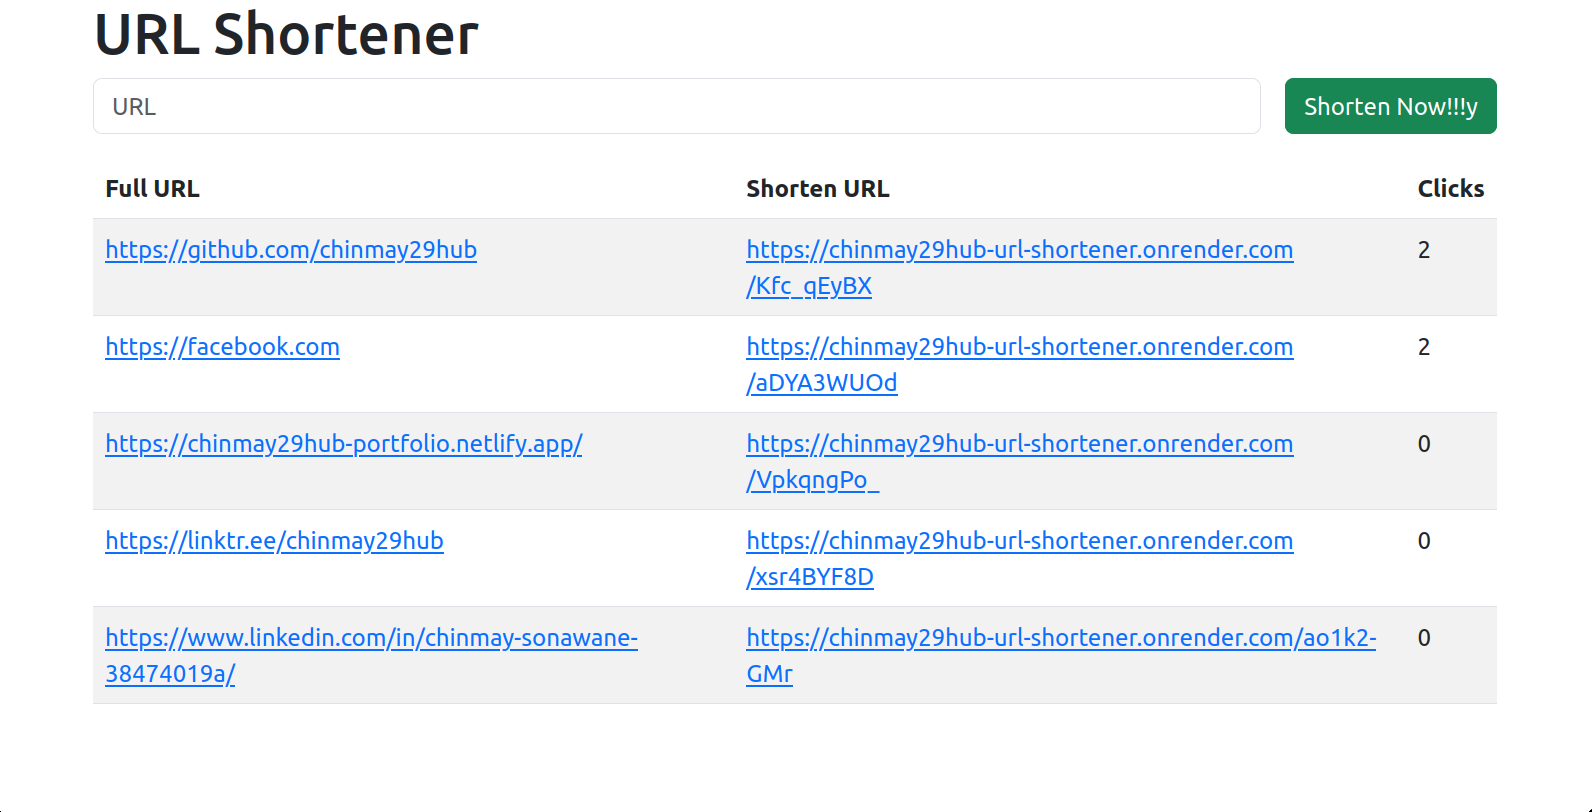 URL Shortener
URL
Shorten Now!!!y
Full URL Shorten URL Clicks
https://github.com/chinmay29hub https://chinmay29hub-url-shortener.onrender.com 2
/Kfc_qEyBX
https://facebook.com https://chinmay29hub-url-shortener.onrender.com 2
/aDYA3WUOd
https://chinmay29hub-portfolio.netlify.app/ https://chinmay29hub-url-shortener.onrender.com 0
/VpkqngPo_
https://linktr.ee/chinmay29hub https://chinmay29hub-url-shortener.onrender.com 0
/xsr4BYF8D
https://www.linkedin.com/in/chinmay-sonawane- https://chinmay29hub-url-shortener.onrender.com/ao1k2- 0
38474019a/ GMr